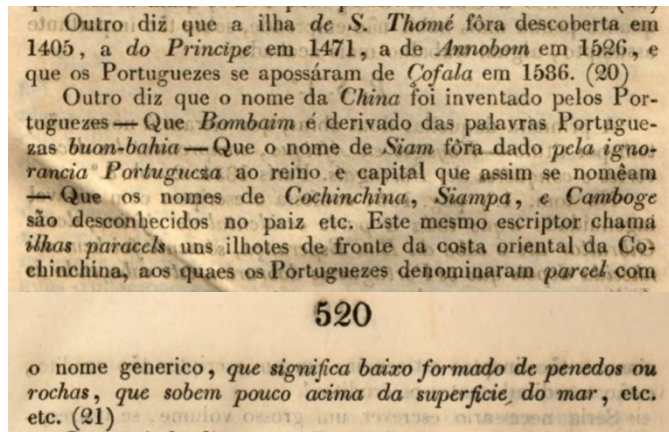 Outro diz que a ilha de S. Thomé fôra descoberta em
1405, a do Principe em 1471, a de Annobom em 1526, e
que os Portuguezes se apossáram de Çofala em 1586. (20)
Outro diz que o nome da China foi inventado pelos Por-
tuguezes — Que Bombaim é derivado das palavras Portugue-
zas buon-bahia — Que o nome de Siam fôra dado pela igno-
rancia Portugueza ao reino e capital que assim se nomêam
— Que os nomes de Cochinchina, Siampa, e Camboge
são desconhecidos no paiz etc. Este mesmo escriptor chama
ilhas paracels uns ilhotes de fronte da costa oriental da Co-
chinchina, aos quaes os Portuguezes denominaram parcel com
520
o nome generico, que significa baixo formado de penedos ou
rochas, que sobem pouco acima da superficie do mar, etc.
etc. (21)